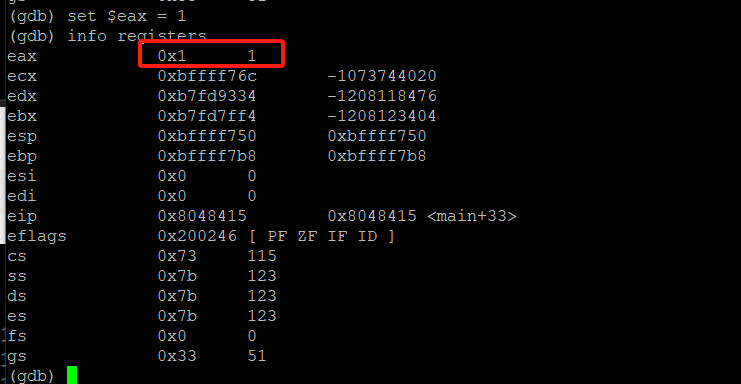 (gdb) set $eax = 1
(gdb) info registers
eax 0x1 1
ecx 0xbffff76c -1073744020
edx 0xb7fd9334 -1208118476
ebx 0xb7fd7ff4 -1208123404
esp 0xbffff750 0xbffff750
ebp 0xbffff7b8 0xbffff7b8
esi 0x0 0
edi 0x0 0
eip 0x8048415 0x8048415 <main+33>
eflags 0x200246 [ PF ZF IF ID ]
cs 0x73 115
ss 0x7b 123
ds 0x7b 123
es 0x7b 123
fs 0x0 0
gs 0x33 51
(gdb)